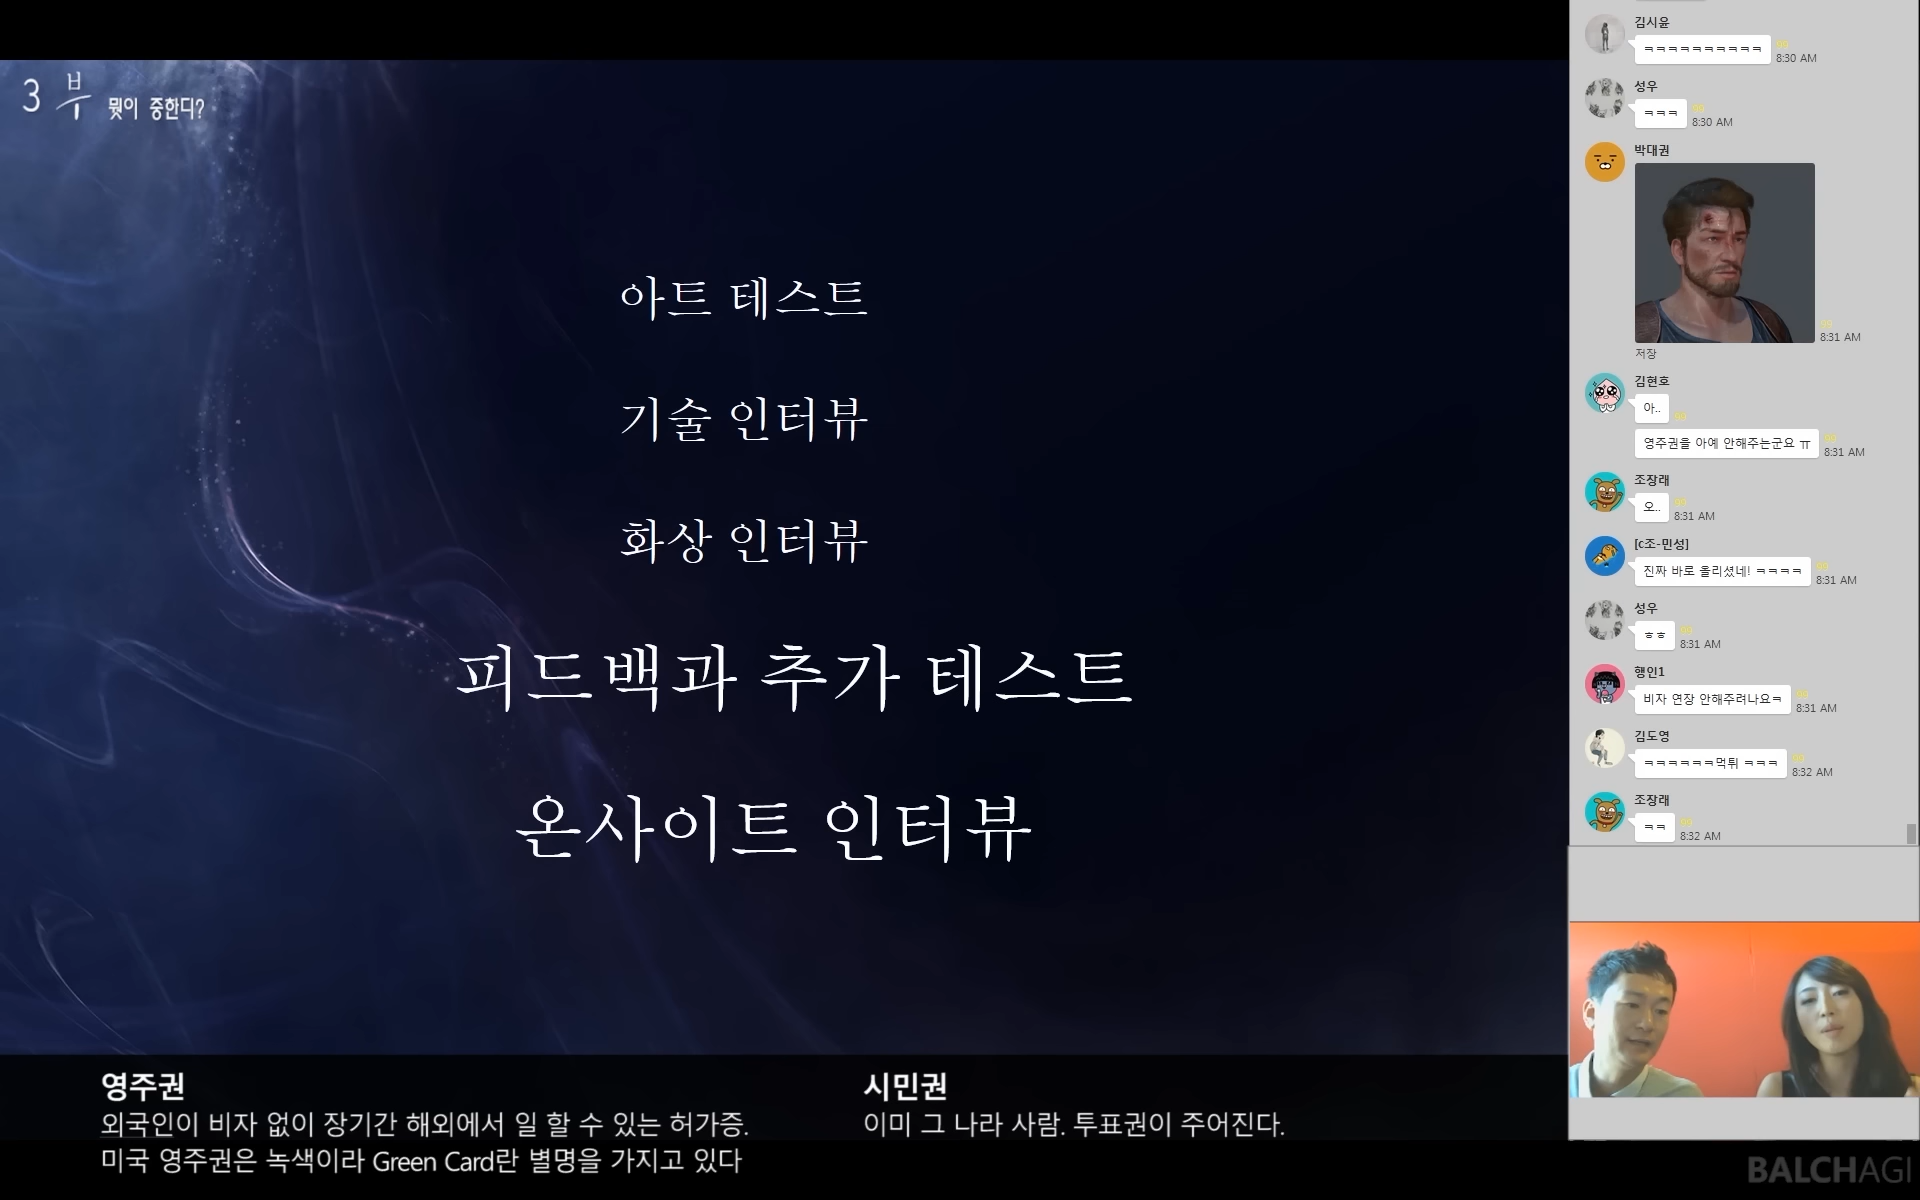 3 부 뭣이 중한디?
아트 테스트
기술 인터뷰
화상 인터뷰
피드백과 추가 테스트
온사이트 인터뷰
영주권
외국인이 비자 없이 장기간 해외에서 일 할 수 있는 허가증.
미국 영주권은 녹색이라 Green Card란 별명을 가지고 있다
시민권
이미 그 나라 사람. 투표권이 주어진다.
김시윤
ㅋㅋㅋㅋㅋㅋㅋㅋㅋㅋ
99
8:30 AM
성우
ㅋㅋㅋ
99
8:30 AM
박대권
99
8:31 AM
저장
김현호
아..
99
영주권을 아예 안해주는군요 ㅠ
99
8:31 AM
조장래
오..
99
8:31 AM
[c조-민성]
진짜 바로 올리셨네! ㅋㅋㅋㅋ
99
8:31 AM
성우
ㅎㅎ
99
8:31 AM
행인1
비자 연장 안해주려나요ㅋ
99
8:31 AM
김도영
ㅋㅋㅋㅋㅋㅋ먹튀 ㅋㅋㅋ
99
8:32 AM
조장래
ㅋㅋ
99
8:32 AM
BALCHAGI